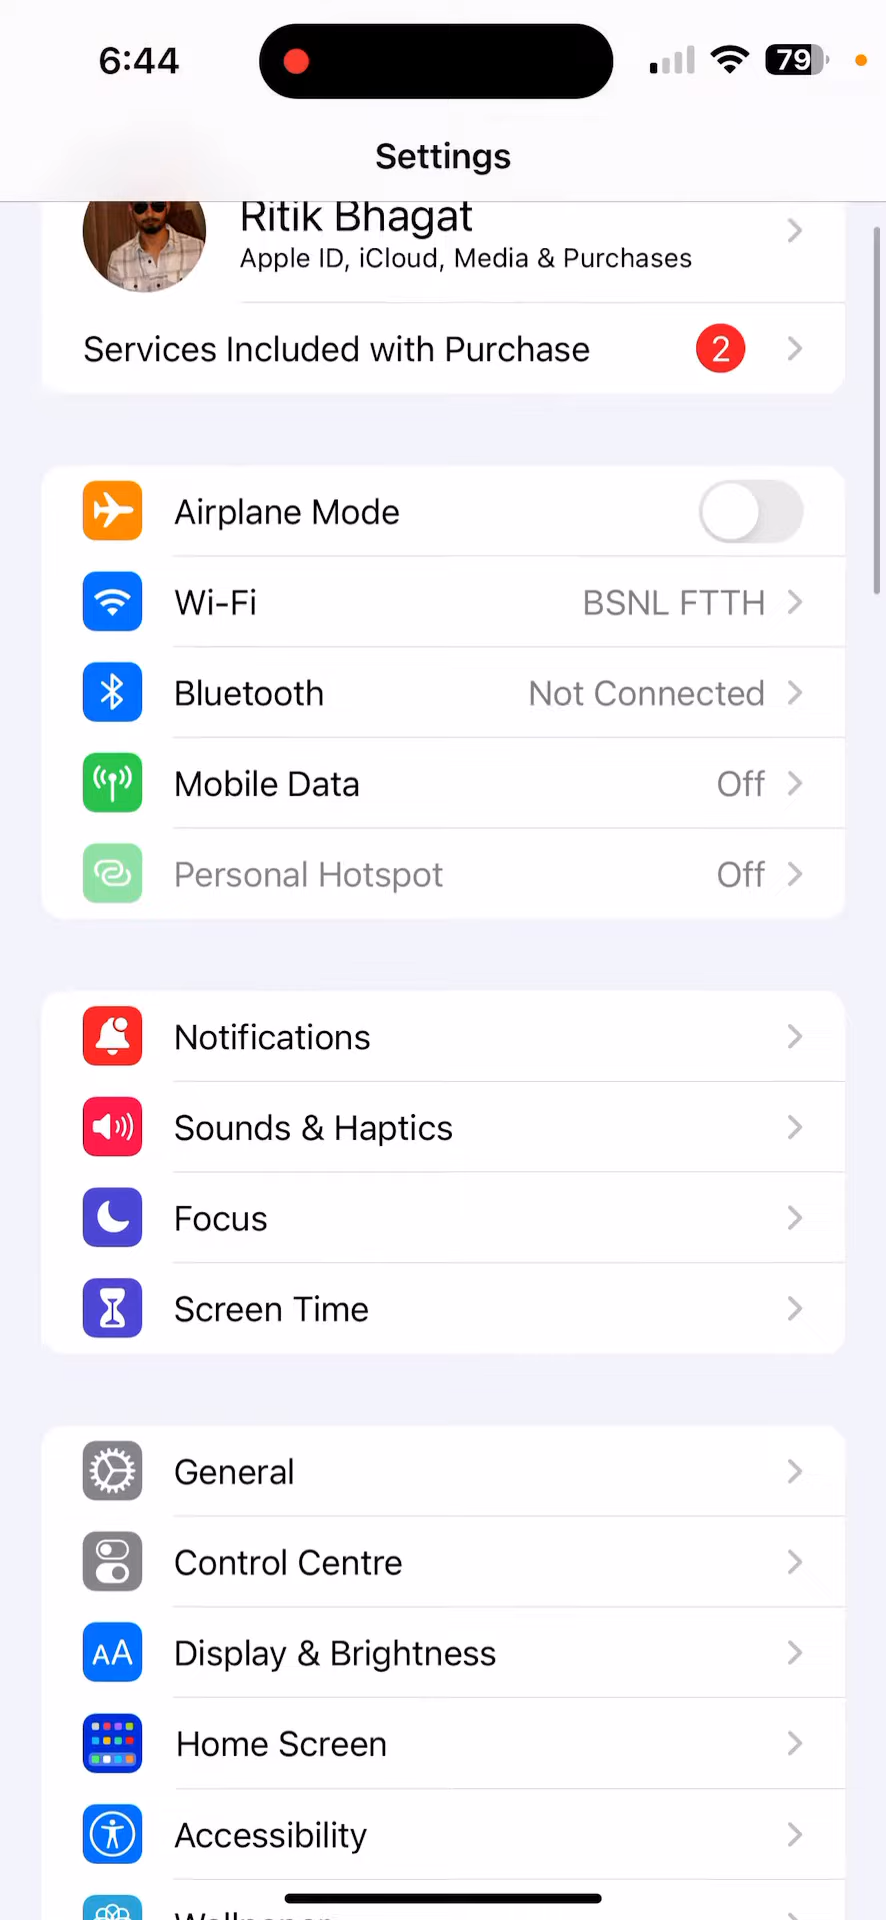 6:44
79
Settings
Ritik Bhagat
Apple ID, iCloud, Media & Purchases
Services Included with Purchase 2
Airplane Mode
Wi-Fi BSNL FTTH
Bluetooth Not Connected
Mobile Data Off
Personal Hotspot Off
Notifications
Sounds & Haptics
Focus
Screen Time
General
Control Centre
AA Display & Brightness
Home Screen
Accessibility